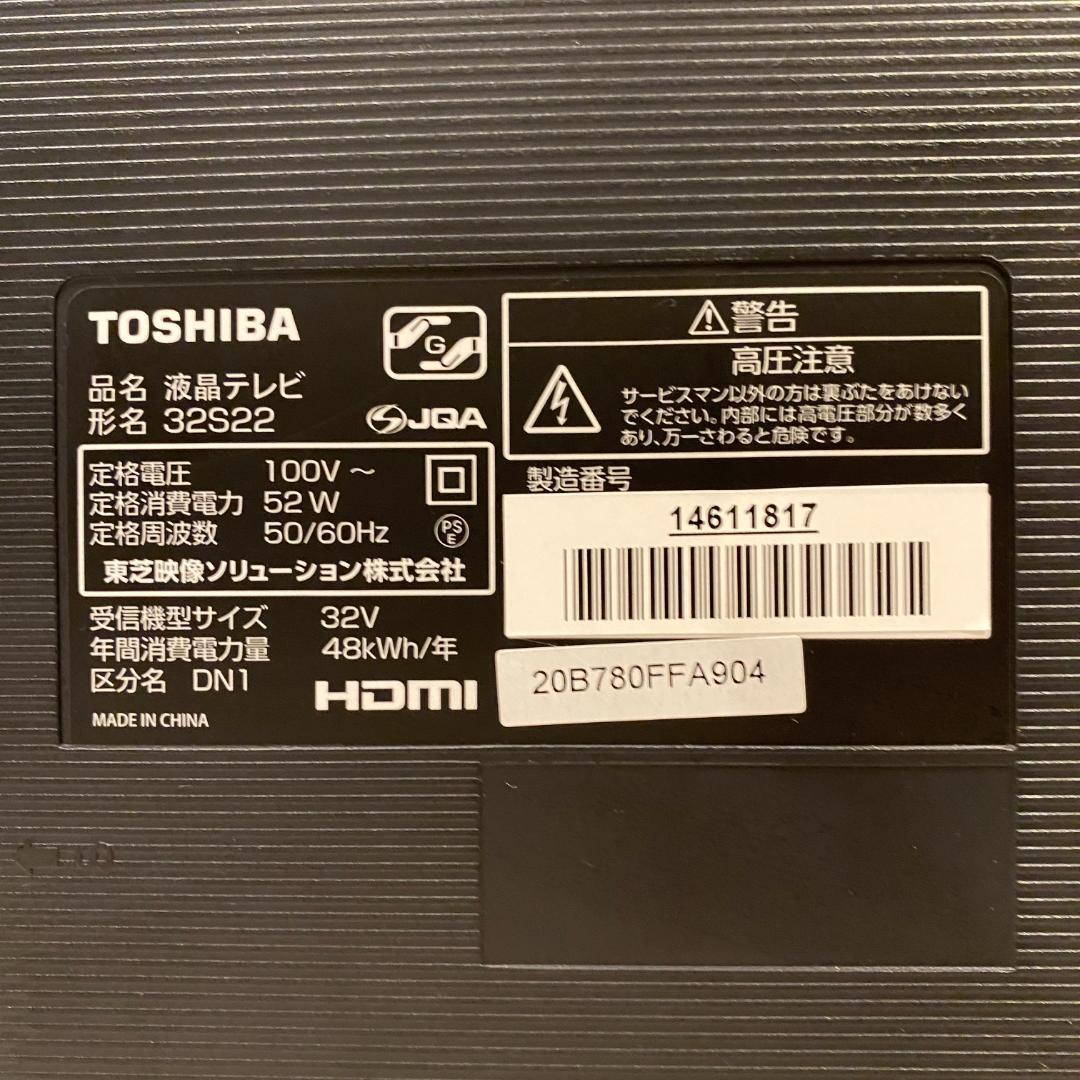 TOSHIBA
品名 液晶テレビ
形名 32S22
G
JQA
定格電圧 100V～
定格消費電力 52W
定格周波数 50/60Hz
PS
E
東芝映像ソリューション株式会社
受信機型サイズ 32V
年間消費電力量 48kWh/年
区分名 DN1
HDMI
MADE IN CHINA
警告
高圧注意
サービスマン以外の方は裏ぶたをあけない
でください。内部には高電圧部分が数多く
あり、万一さわると危険です。
製造番号
14611817
20B780FFA904